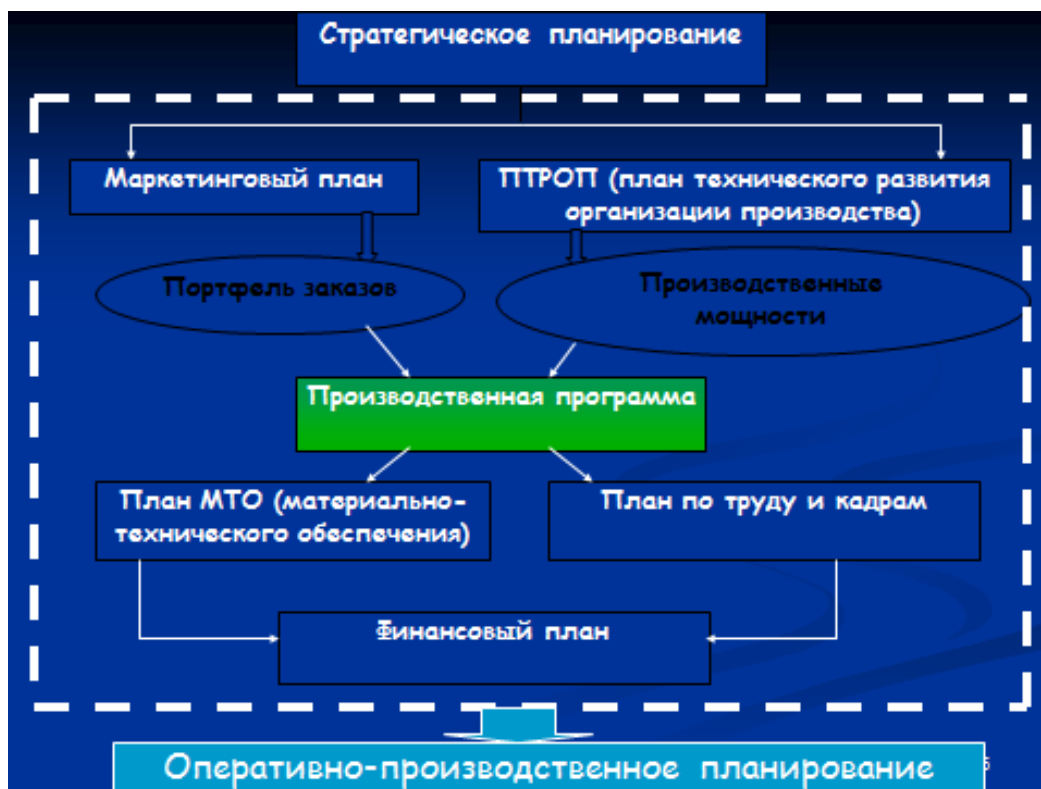 Стратегическое планирование
Маркетинговый план
ПТРОП (план технического развития
организации производства)
Портфель заказов
Производственные
мощности
Производственная программа
План МТО (материально-
технического обеспечения)
План по труду и кадрам
Финансовый план
Оперативно-производственное планирование